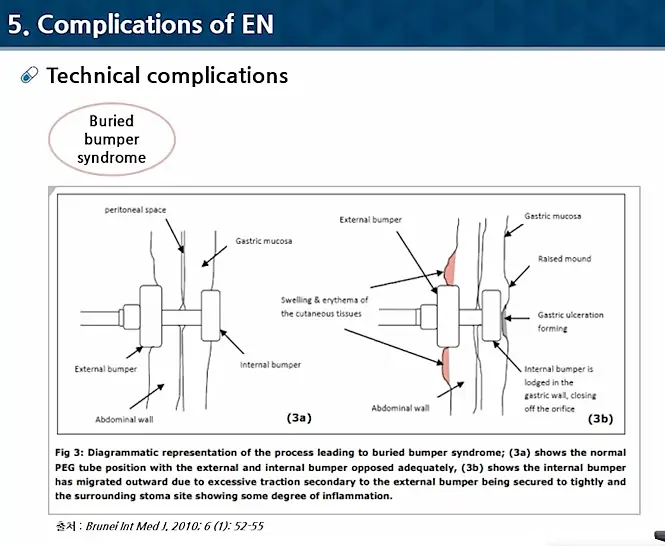 5. Complications of EN
Technical complications
Buried
bumper
syndrome
peritoneal space
Gastric mucosa
External bumper
Internal bumper
Abdominal wall
(3a)
External bumper
Gastric mucosa
Raised mound
Swelling & erythema of
the cutaneous tissues
Gastric ulceration
forming
Internal bumper is
lodged in the
gastric wall, closing
off the orifice
Abdominal wall
(3b)
Fig 3: Diagrammatic representation of the process leading to buried bumper syndrome; (3a) shows the normal
PEG tube position with the external and internal bumper opposed adequately, (3b) shows the internal bumper
has migrated outward due to excessive traction secondary to the external bumper being secured to tightly and
the surrounding stoma site showing some degree of inflammation.
출처 : Brunei Int Med J, 2010; 6 (1): 52-55